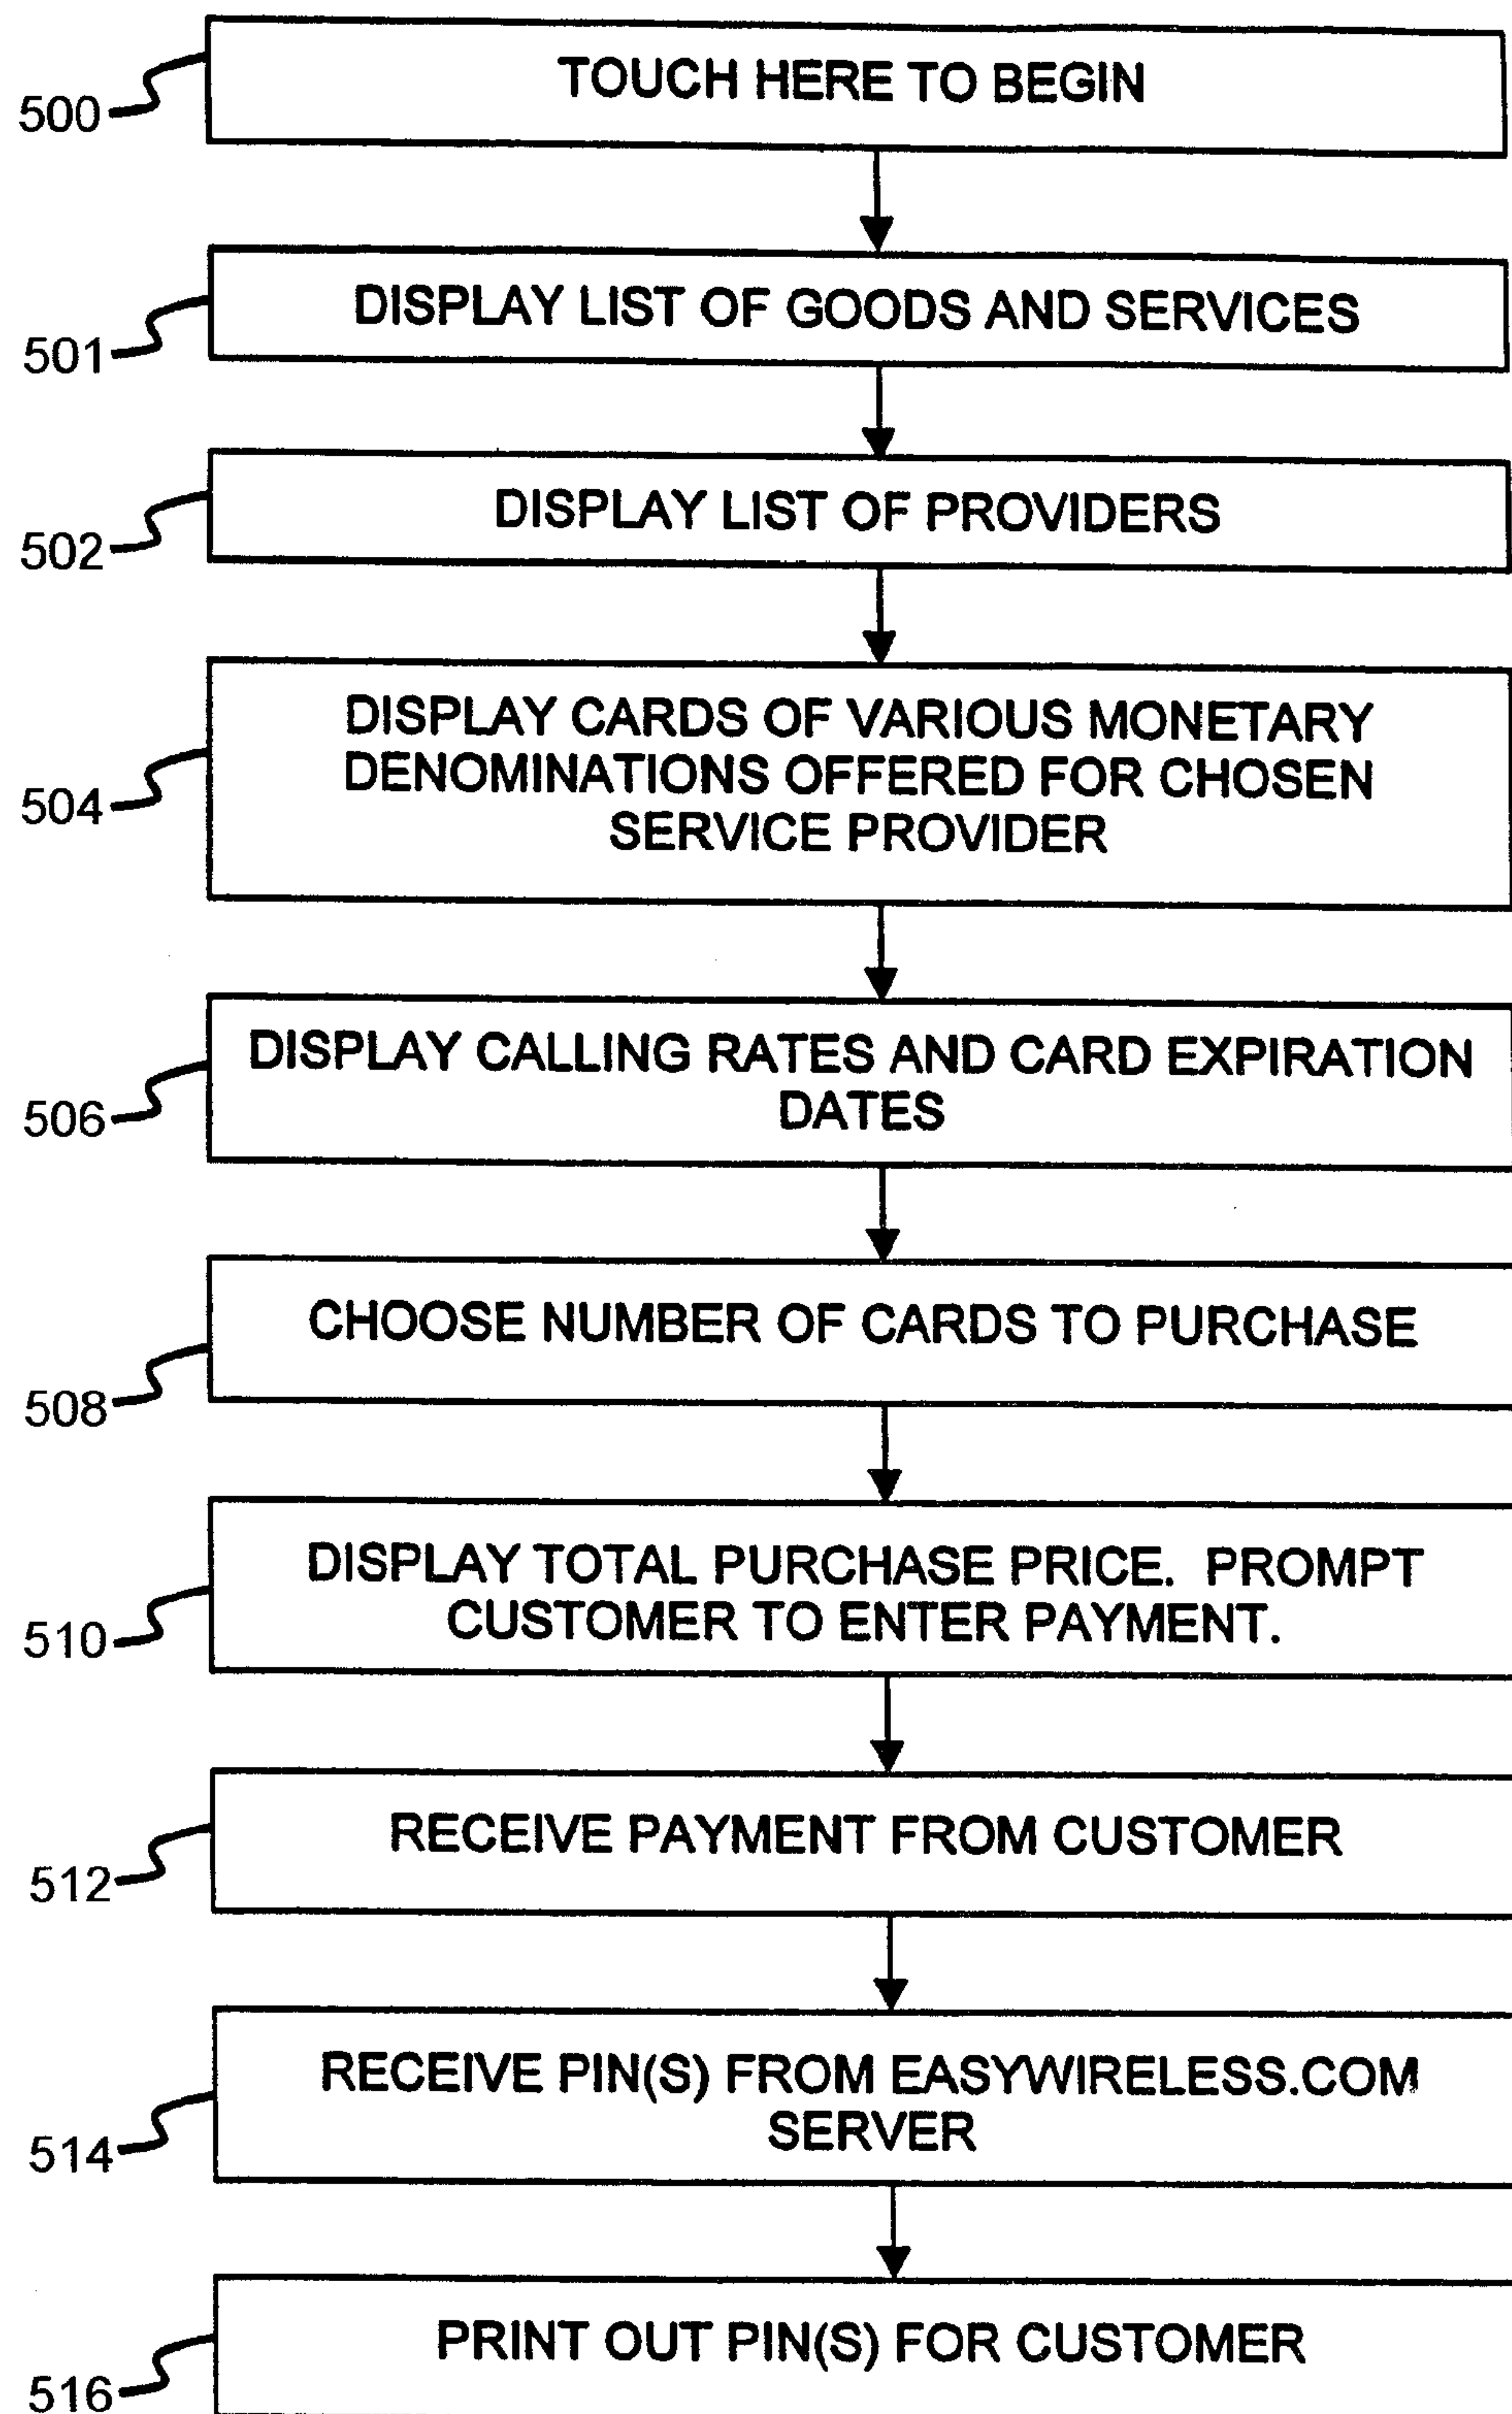 TOUCH HERE TO BEGIN
500
DISPLAY LIST OF GOODS AND SERVICES
501
DISPLAY LIST OF PROVIDERS
502
DISPLAY CARDS OF VARIOUS MONETARY
DENOMINATIONS OFFERED FOR CHOSEN
SERVICE PROVIDER
504
DISPLAY CALLING RATES AND CARD EXPIRATION
DATES
506
CHOOSE NUMBER OF CARDS TO PURCHASE
508
DISPLAY TOTAL PURCHASE PRICE. PROMPT
CUSTOMER TO ENTER PAYMENT.
510
RECEIVE PAYMENT FROM CUSTOMER
512
RECEIVE PIN(S) FROM EASYWIRELESS.COM
SERVER
514
PRINT OUT PIN(S) FOR CUSTOMER
516